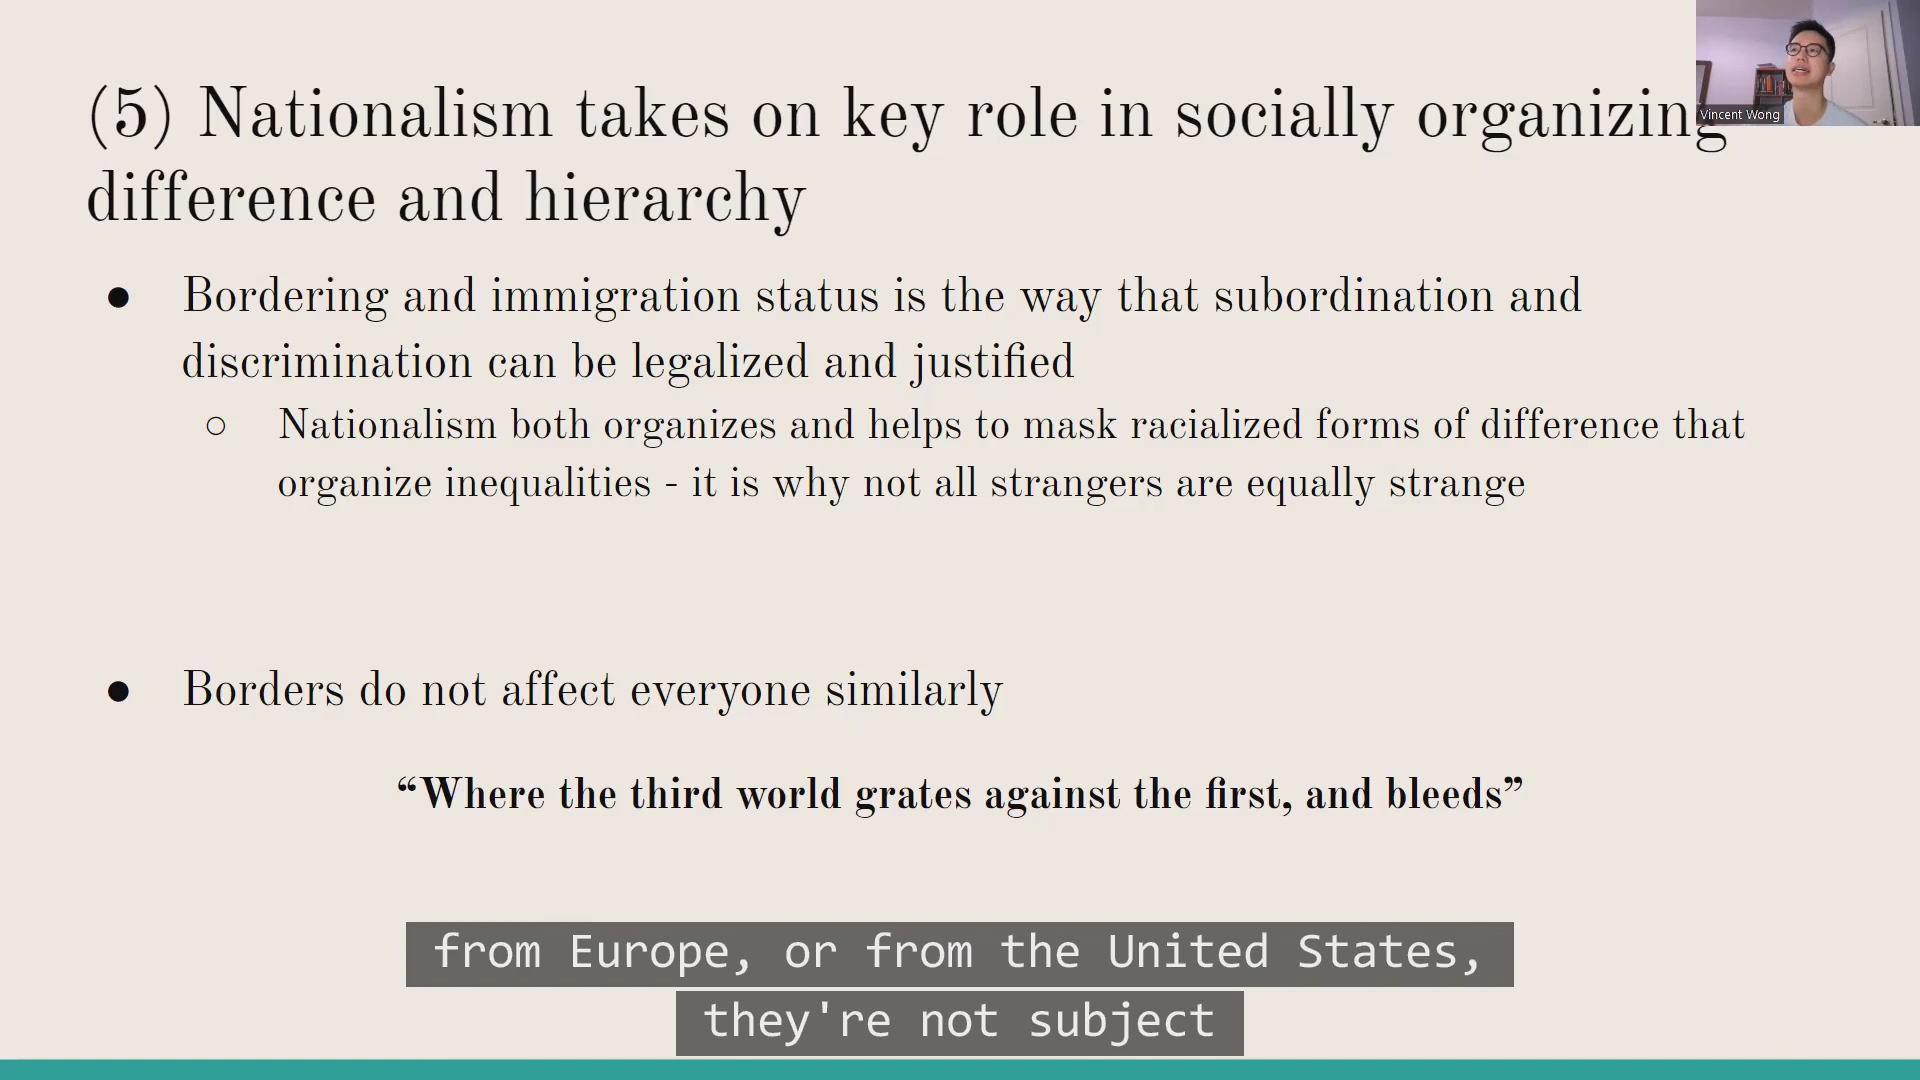 (5) Nationalism takes on key role in socially organizing
difference and hierarchy
Vincent Wong
● Bordering and immigration status is the way that subordination and
discrimination can be legalized and justified
○ Nationalism both organizes and helps to mask racialized forms of difference that
organize inequalities - it is why not all strangers are equally strange
● Borders do not affect everyone similarly
“Where the third world grates against the first, and bleeds”
from Europe, or from the United States,
they're not subject